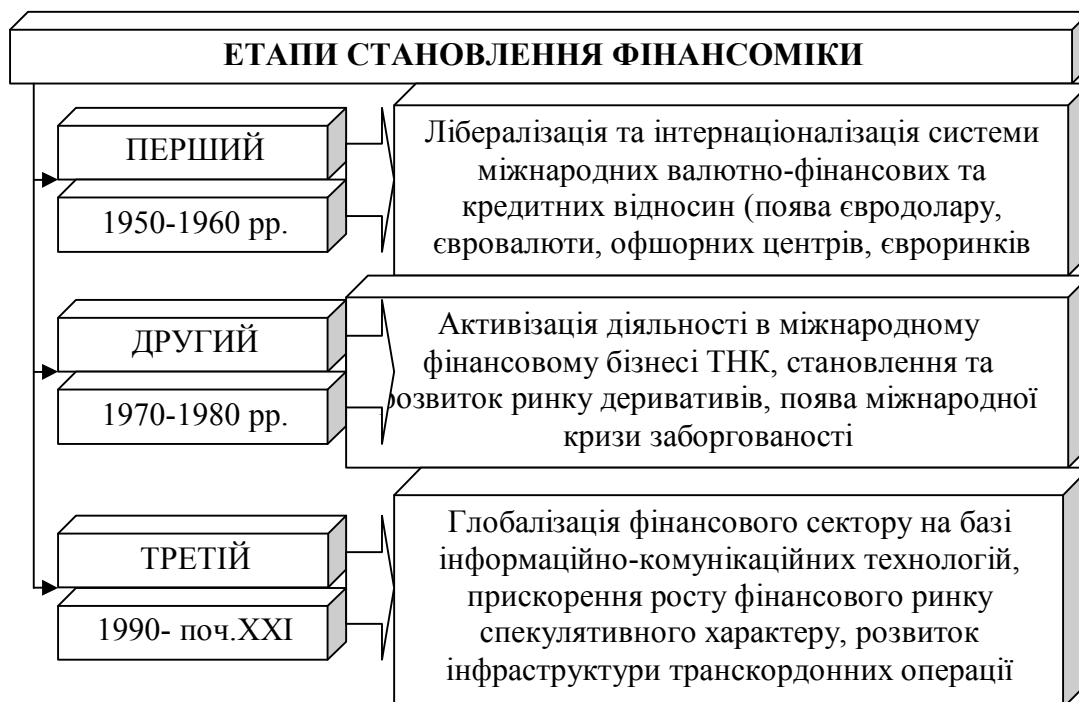 ЕТАПИ СТАНОВЛЕННЯ ФІНАНСОМІКИ
ПЕРШИЙ
1950-1960 рр.
Лібералізація та інтернаціоналізація системи
міжнародних валютно-фінансових та
кредитних відносин (поява євродолару,
євровалюти, офшорних центрів, євроринків
ДРУГИЙ
1970-1980 рр.
Активізація діяльності в міжнародному
фінансовому бізнесі ТНК, становлення та
розвиток ринку деривативів, поява міжнародної
кризи заборгованості
ТРЕТІЙ
1990- поч.XXI
Глобалізація фінансового сектору на базі
інформаційно-комунікаційних технологій,
прискорення росту фінансового ринку
спекулятивного характеру, розвиток
інфраструктури транскордонних операції